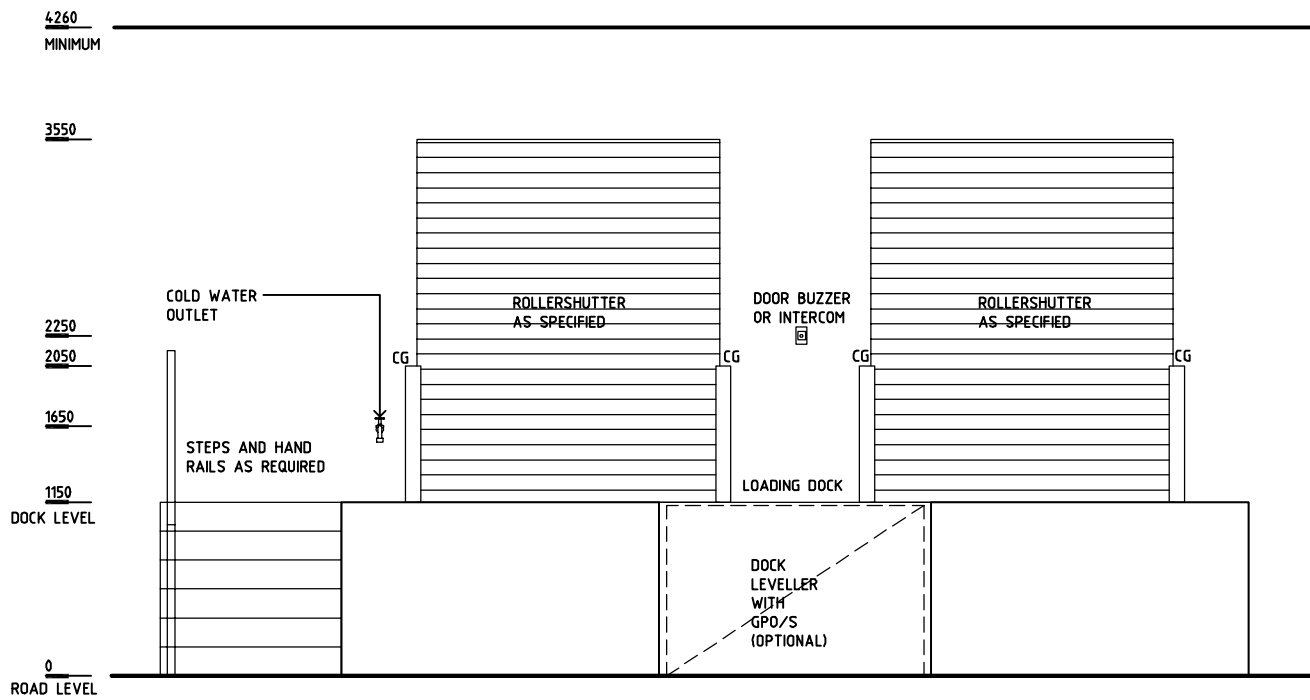 4260
MINIMUM
3550
COLD WATER
OUTLET
ROLLERSHUTTER
AS SPECIFIED
DOOR BUZZER
OR INTERCOM
ROLLERSHUTTER
AS SPECIFIED
2250
2050
CG
CG
CG
CG
1650
STEPS AND HAND
RAILS AS REQUIRED
1150
DOCK LEVEL
LOADING DOCK
DOCK
LEVELLER
WITH
GPO/S
(OPTIONAL)
0
ROAD LEVEL